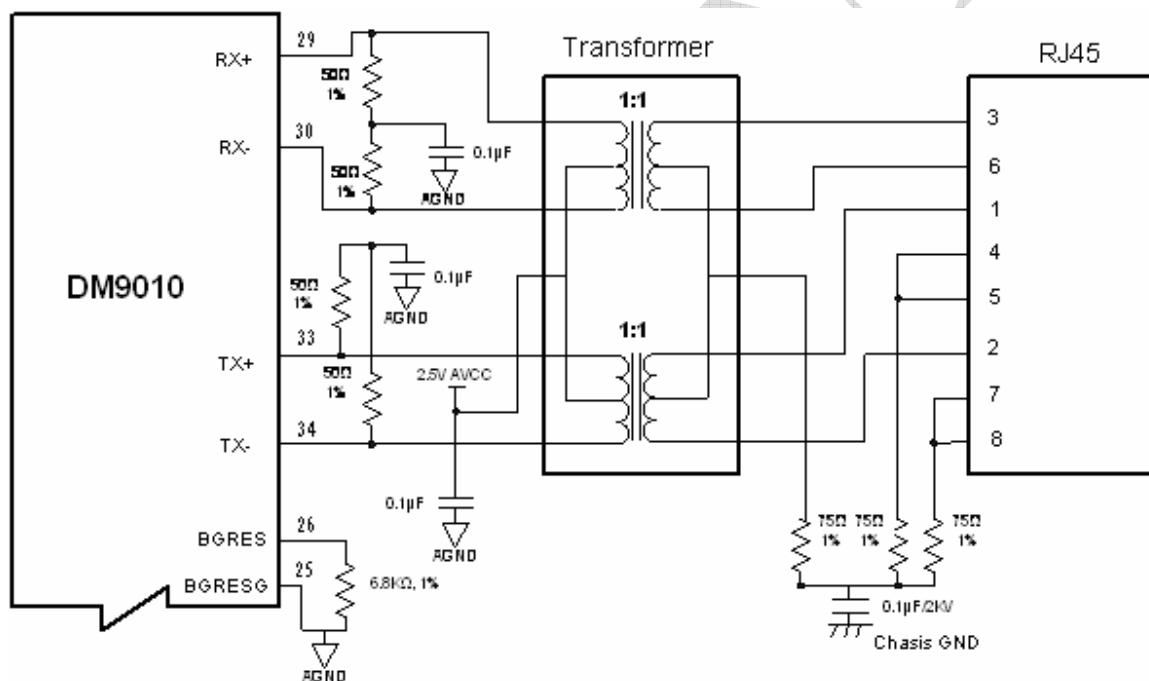 Transformer
RJ45
DM9010
RX+
29
50Ω
1%
RX-
30
50Ω
1%
0.1µF
AGND
50Ω
1%
0.1µF
AGND
TX+
33
50Ω
1%
TX-
34
2.5V AVCC
0.1µF
AGND
BGRES
26
BGRESG
25
6.8KΩ, 1%
AGND
1:1
1:1
3
6
1
4
5
2
7
8
75Ω
1%
75Ω
1%
75Ω
1%
0.1µF/2KV
Chasis GND